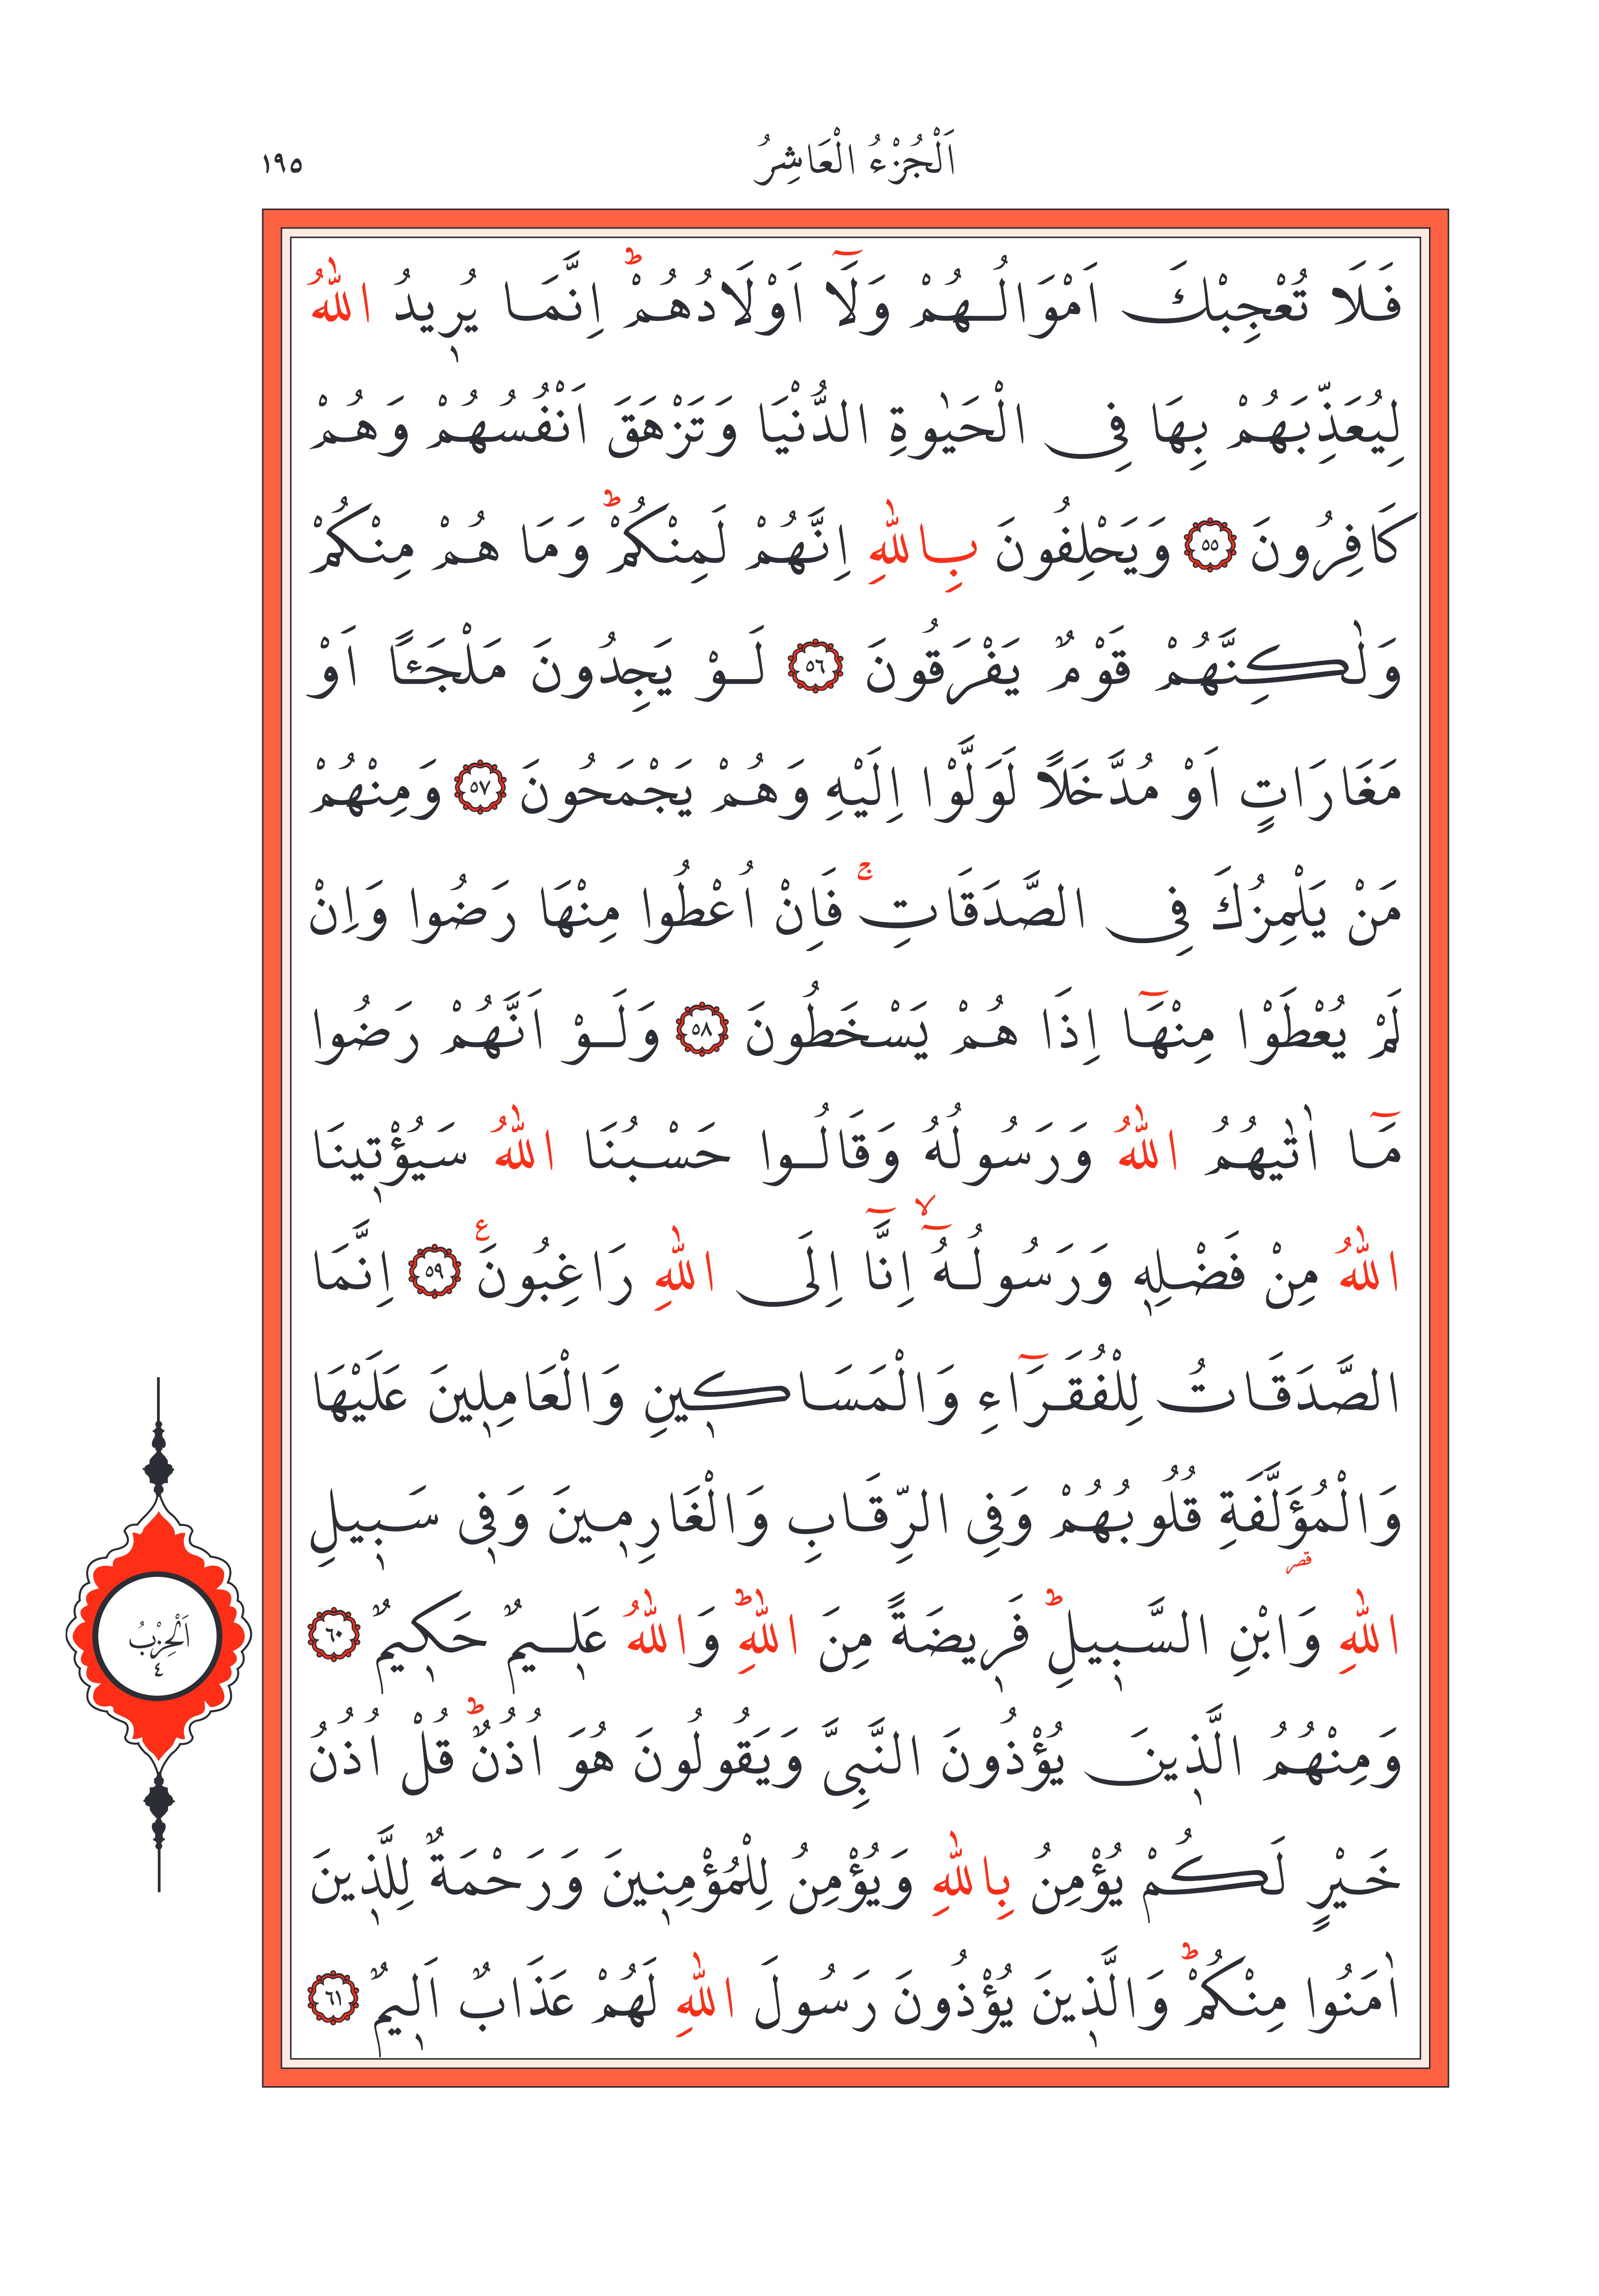 اَلْجُزْءُ الْعَاشِرُ ١٩٥
فَلَا تُعْجِبْكَ اَمْوَالُهُمْ وَلَٓا اَوْلَادُهُمْؕ اِنَّمَا يُر۪يدُ اللّٰهُ
لِيُعَذِّبَهُمْ بِهَا فِى الْحَيٰوةِ الدُّنْيَا وَتَزْهَقَ اَنْفُسُهُمْ وَهُمْ
كَافِرُونَ ﴿٥٥﴾ وَيَحْلِفُونَ بِاللّٰهِ اِنَّهُمْ لَمِنْكُمْؕ وَمَا هُمْ مِنْكُمْ
وَلٰكِنَّهُمْ قَوْمٌ يَفْرَقُونَ ﴿٥٦﴾ لَوْ يَجِدُونَ مَلْجَـًٔا اَوْ
مَغَارَاتٍ اَوْ مُدَّخَلًا لَوَلَّوْا اِلَيْهِ وَهُمْ يَجْمَحُونَ ﴿٥٧﴾ وَمِنْهُمْ
مَنْ يَلْمِزُكَ فِى الصَّدَقَاتِۚ فَاِنْ اُعْطُوا مِنْهَا رَضُوا وَاِنْ
لَمْ يُعْطَوْا مِنْهَٓا اِذَا هُمْ يَسْخَطُونَ ﴿٥٨﴾ وَلَوْ اَنَّهُمْ رَضُوا
مَٓا اٰتٰيهُمُ اللّٰهُ وَرَسُولُهُ وَقَالُوا حَسْبُنَا اللّٰهُ سَيُؤْت۪ينَا
اللّٰهُ مِنْ فَضْلِه۪ وَرَسُولُهُٓۙ اِنَّٓا اِلَى اللّٰهِ رَاغِبُونَࣖ ﴿٥٩﴾ اِنَّمَا
الصَّدَقَاتُ لِلْفُقَرَٓاءِ وَالْمَسَاك۪ينِ وَالْعَامِل۪ينَ عَلَيْهَا
وَالْمُؤَلَّفَةِ قُلُوبُهُمْ وَفِى الرِّقَابِ وَالْغَارِم۪ينَ وَف۪ى سَب۪يلِ
اللّٰهِ قصر وَابْنِ السَّب۪يلِؕ فَر۪يضَةً مِنَ اللّٰهِؕ وَاللّٰهُ عَل۪يمٌ حَك۪يمٌ ﴿٦٠﴾
وَمِنْهُمُ الَّذ۪ينَ يُؤْذُونَ النَّبِىَّ وَيَقُولُونَ هُوَ اُذُنٌؕ قُلْ اُذُنُ
خَيْرٍ لَكُمْ يُؤْمِنُ بِاللّٰهِ وَيُؤْمِنُ لِلْمُؤْمِن۪ينَ وَرَحْمَةٌ لِلَّذ۪ينَ
اٰمَنُوا مِنْكُمْؕ وَالَّذ۪ينَ يُؤْذُونَ رَسُولَ اللّٰهِ لَهُمْ عَذَابٌ اَل۪يمٌ ﴿٦١﴾
اَلْحِزْبُ
٤